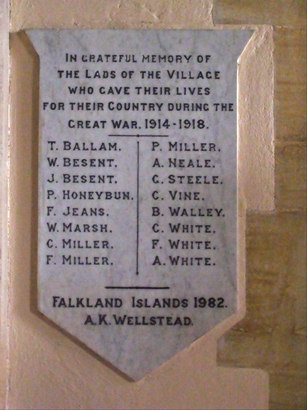 IN GRATEFUL MEMORY OF
THE LADS OF THE VILLAGE
WHO GAVE THEIR LIVES
FOR THEIR COUNTRY DURING THE
GREAT WAR. 1914-1918.
T. BALLAM.
W. BESENT.
J. BESENT.
P. HONEYBUN.
F. JEANS.
W. MARSH.
C. MILLER.
F. MILLER.
P. MILLER.
A. NEALE.
C. STEELE.
C. VINE.
B. WALLEY.
C. WHITE.
F. WHITE.
A. WHITE.
FALKLAND ISLANDS 1982.
A.K. WELLSTEAD.